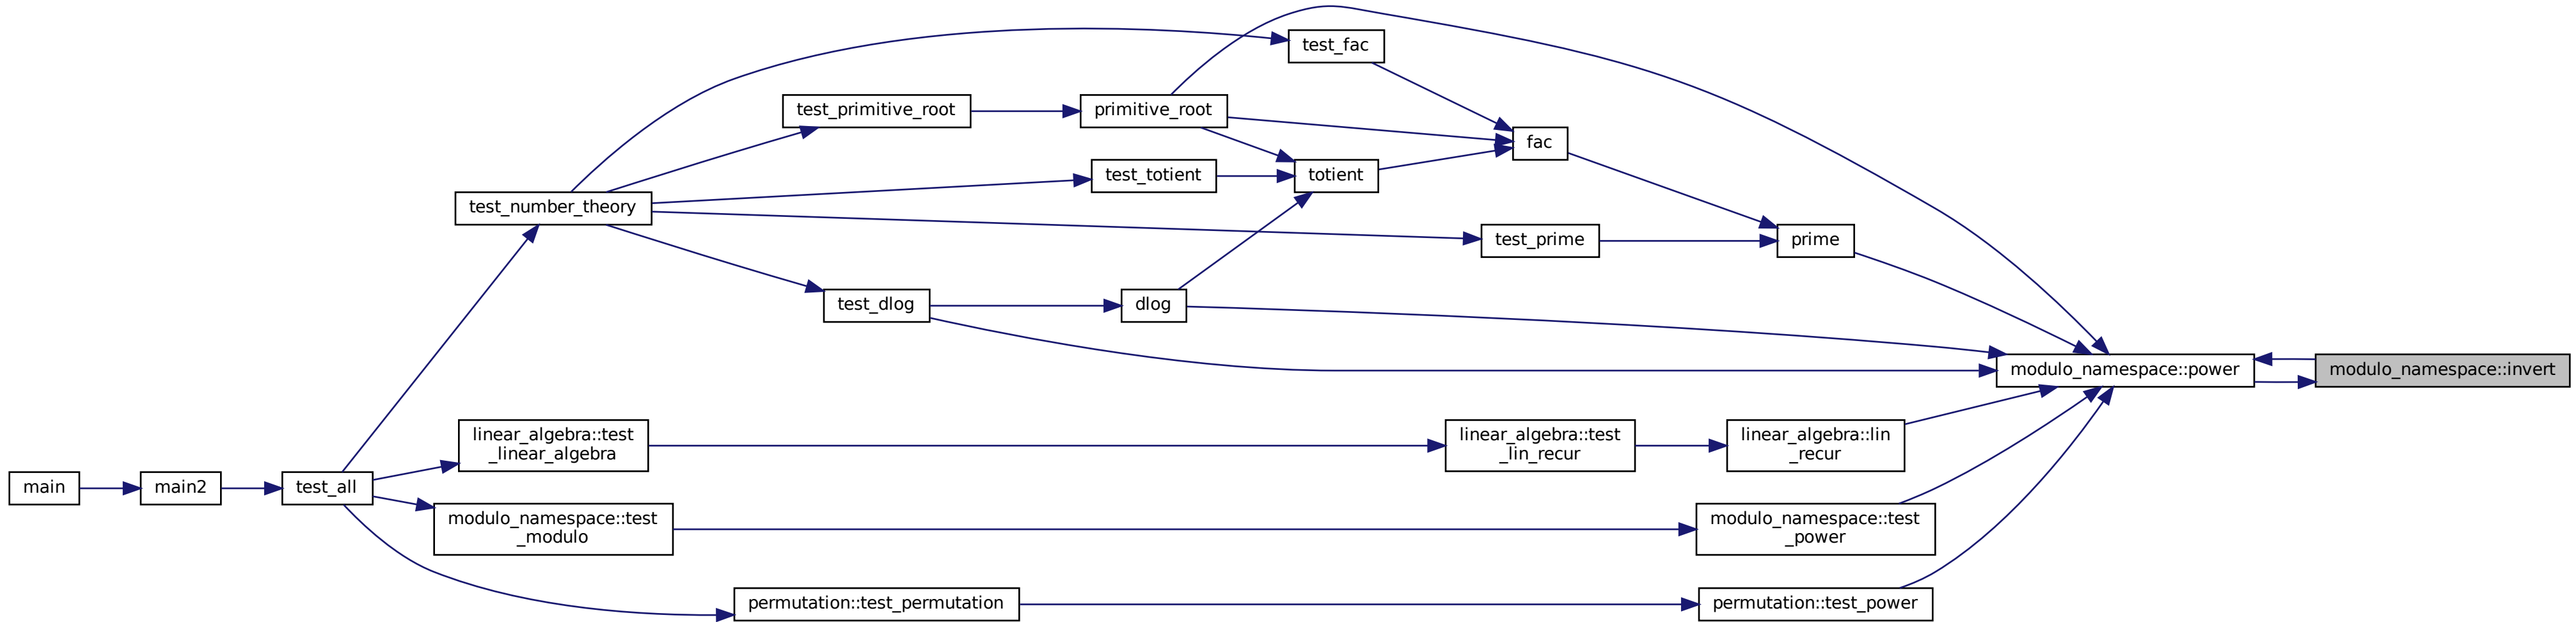 test_fac
test_primitive_root
primitive_root
fac
test_totient
totient
test_number_theory
test_prime
prime
test_dlog
dlog
modulo_namespace::power
modulo_namespace::invert
linear_algebra::test
_linear_algebra
linear_algebra::test
_lin_recur
linear_algebra::lin
_recur
main
main2
test_all
modulo_namespace::test
_modulo
modulo_namespace::test
_power
permutation::test_permutation
permutation::test_power